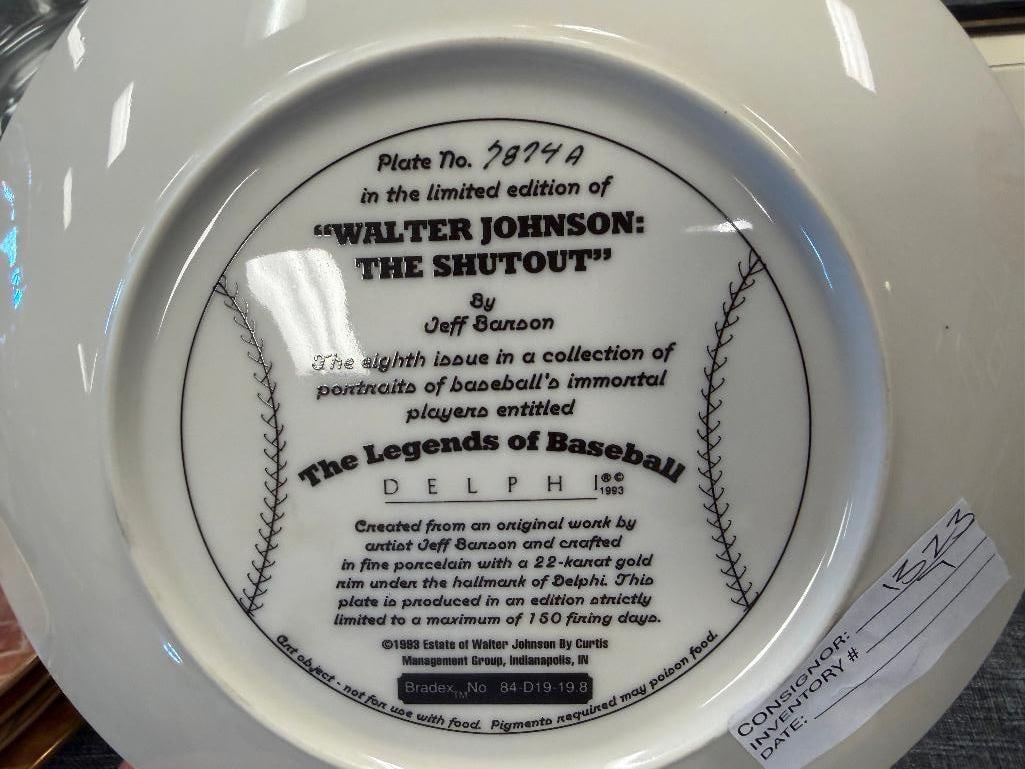 Plate No. 7874 A
in the limited edition of
“WALTER JOHNSON:
THE SHUTOUT”
By
Jeff Barson
The eighth issue in a collection of
portraits of baseball's immortal
players entitled
The Legends of Baseball
DELPHI®©
1993
Created from an original work by
artist Jeff Barson and crafted
in fine porcelain with a 22-karat gold
rim under the hallmark of Delphi. This
plate is produced in an edition strictly
limited to a maximum of 150 firing days.
©1993 Estate of Walter Johnson By Curtis
Management Group, Indianapolis, IN
Bradex™ No 84-D19-19.8
Art object - not for use with food. Pigments required may poison food.
CONSIGNOR: 1323
INVENTORY #
DATE: